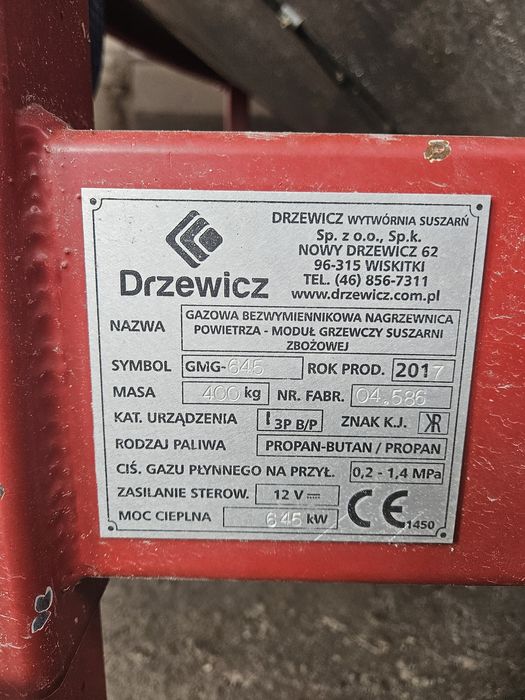 Drzewicz
DRZEWICZ WYTWÓRNIA SUSZARŃ
Sp. z o.o., Sp.k.
NOWY DRZEWICZ 62
96-315 WISKITKI
TEL. (46) 856-7311
www.drzewicz.com.pl
NAZWA GAZOWA BEZWYMIENNIKOWA NAGRZEWNICA
POWIETRZA - MODUŁ GRZEWCZY SUSZARNI
ZBOŻOWEJ
SYMBOL GMG-645 ROK PROD. 2017
MASA 400 kg NR. FABR. 04.586
KAT. URZĄDZENIA I 3P B/P ZNAK K.J. KR
RODZAJ PALIWA PROPAN-BUTAN / PROPAN
CIŚ. GAZU PŁYNNEGO NA PRZYŁ. 0,2 - 1,4 MPa
ZASILANIE STEROW. 12 V
MOC CIEPLNA 645 kW CE 1450